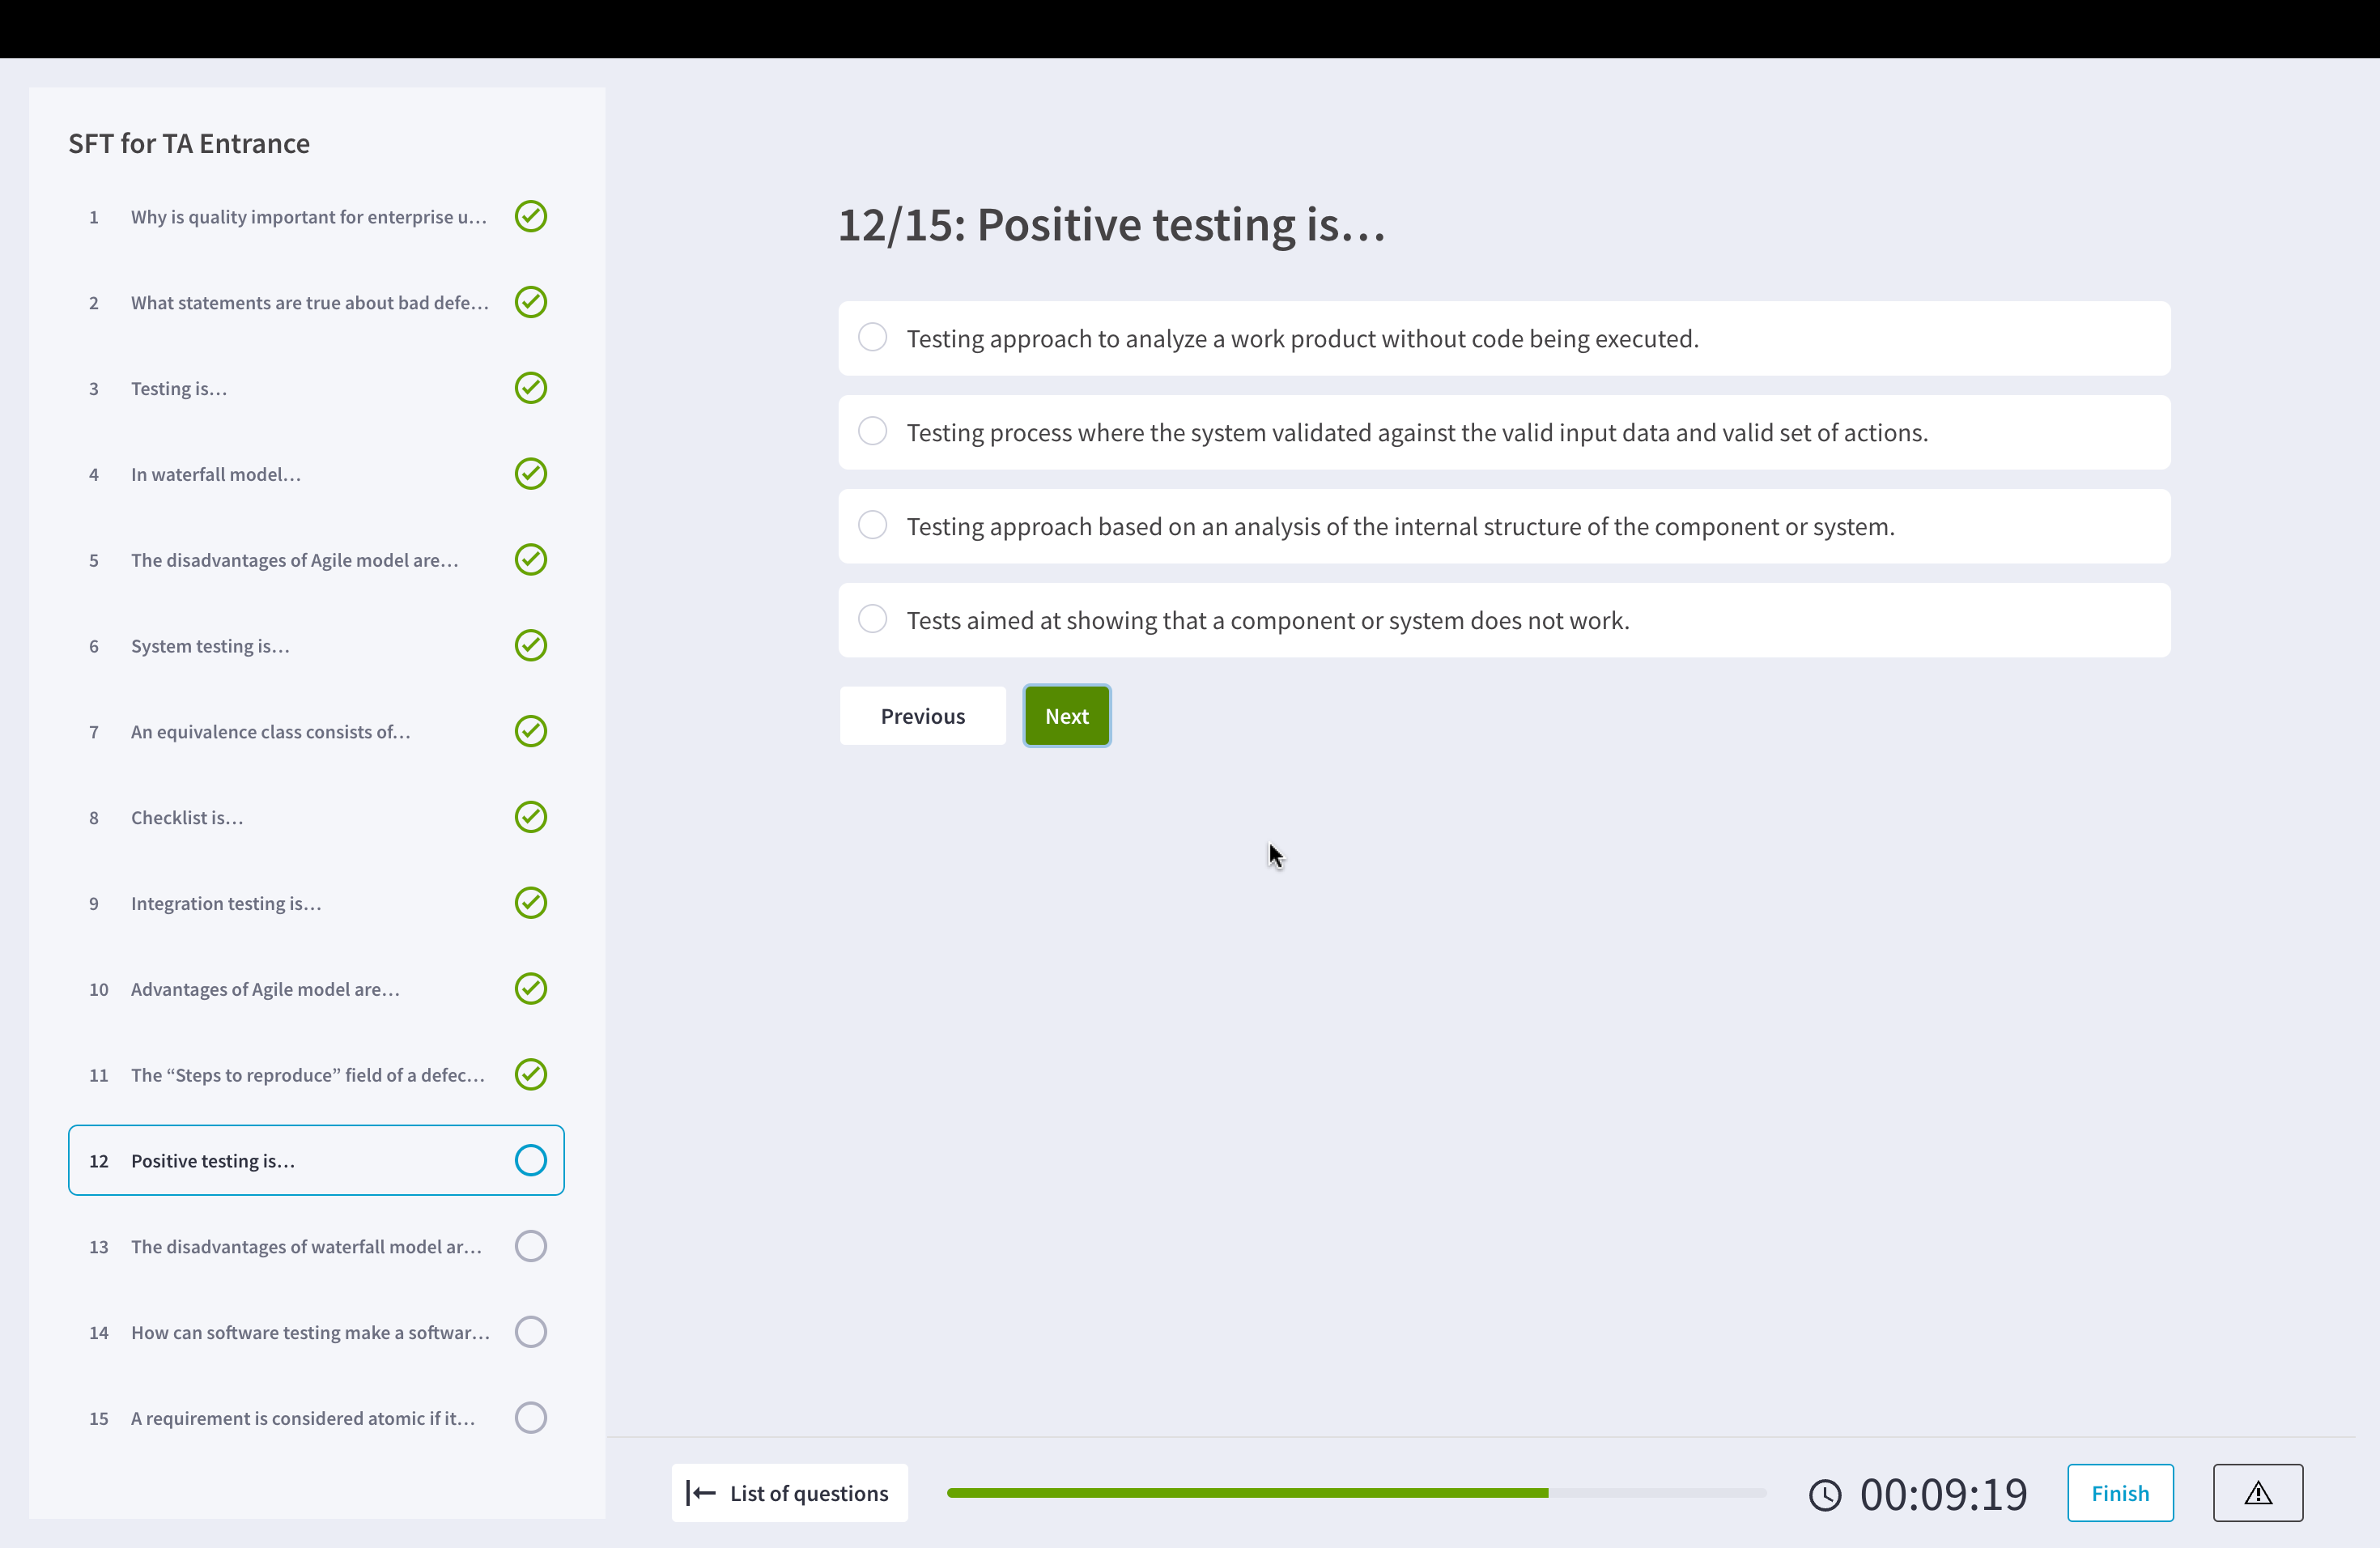 SFT for TA Entrance
1 Why is quality important for enterprise u...
2 What statements are true about bad defe...
3 Testing is...
4 In waterfall model...
5 The disadvantages of Agile model are...
6 System testing is...
7 An equivalence class consists of...
8 Checklist is...
9 Integration testing is...
10 Advantages of Agile model are...
11 The “Steps to reproduce” field of a defec...
12 Positive testing is...
13 The disadvantages of waterfall model ar...
14 How can software testing make a softwar...
15 A requirement is considered atomic if it...
12/15: Positive testing is...
Testing approach to analyze a work product without code being executed.
Testing process where the system validated against the valid input data and valid set of actions.
Testing approach based on an analysis of the internal structure of the component or system.
Tests aimed at showing that a component or system does not work.
Previous Next
List of questions 00:09:19 Finish